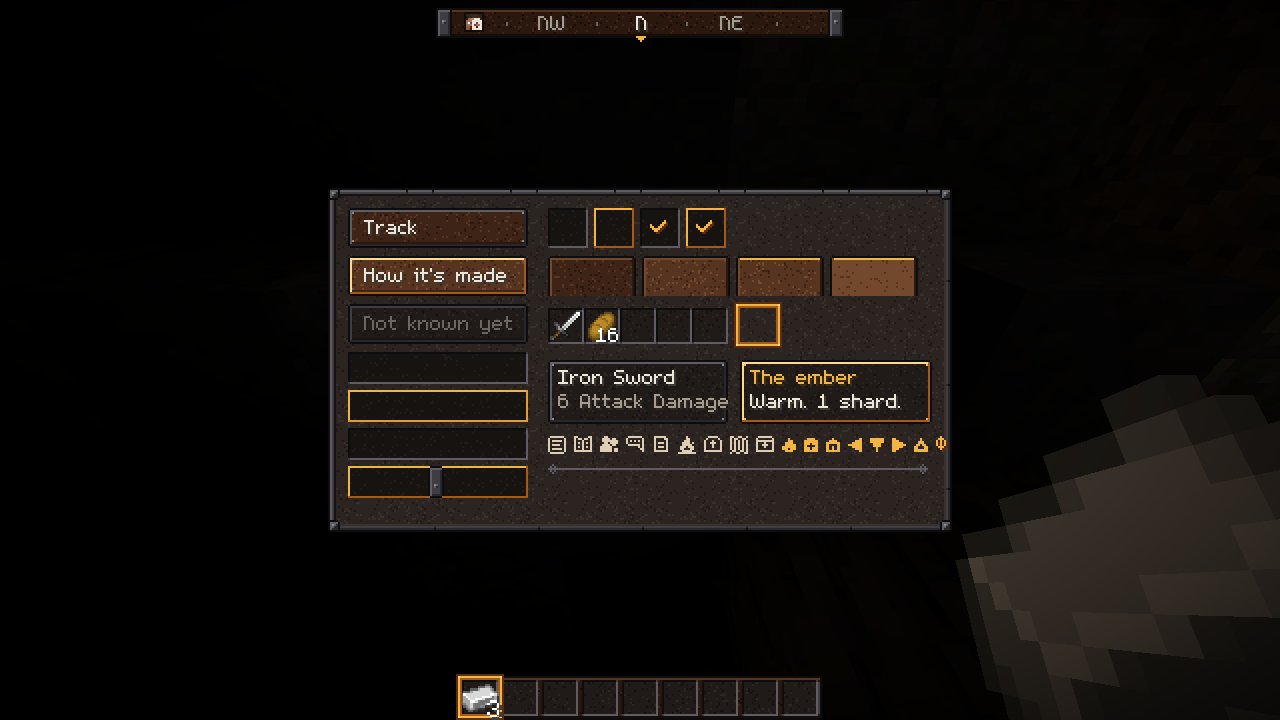 NW · N · NE ·
Track
How it's made
Not known yet
16
Iron Sword
6 Attack Damage
The ember
Warm. 1 shard.
3